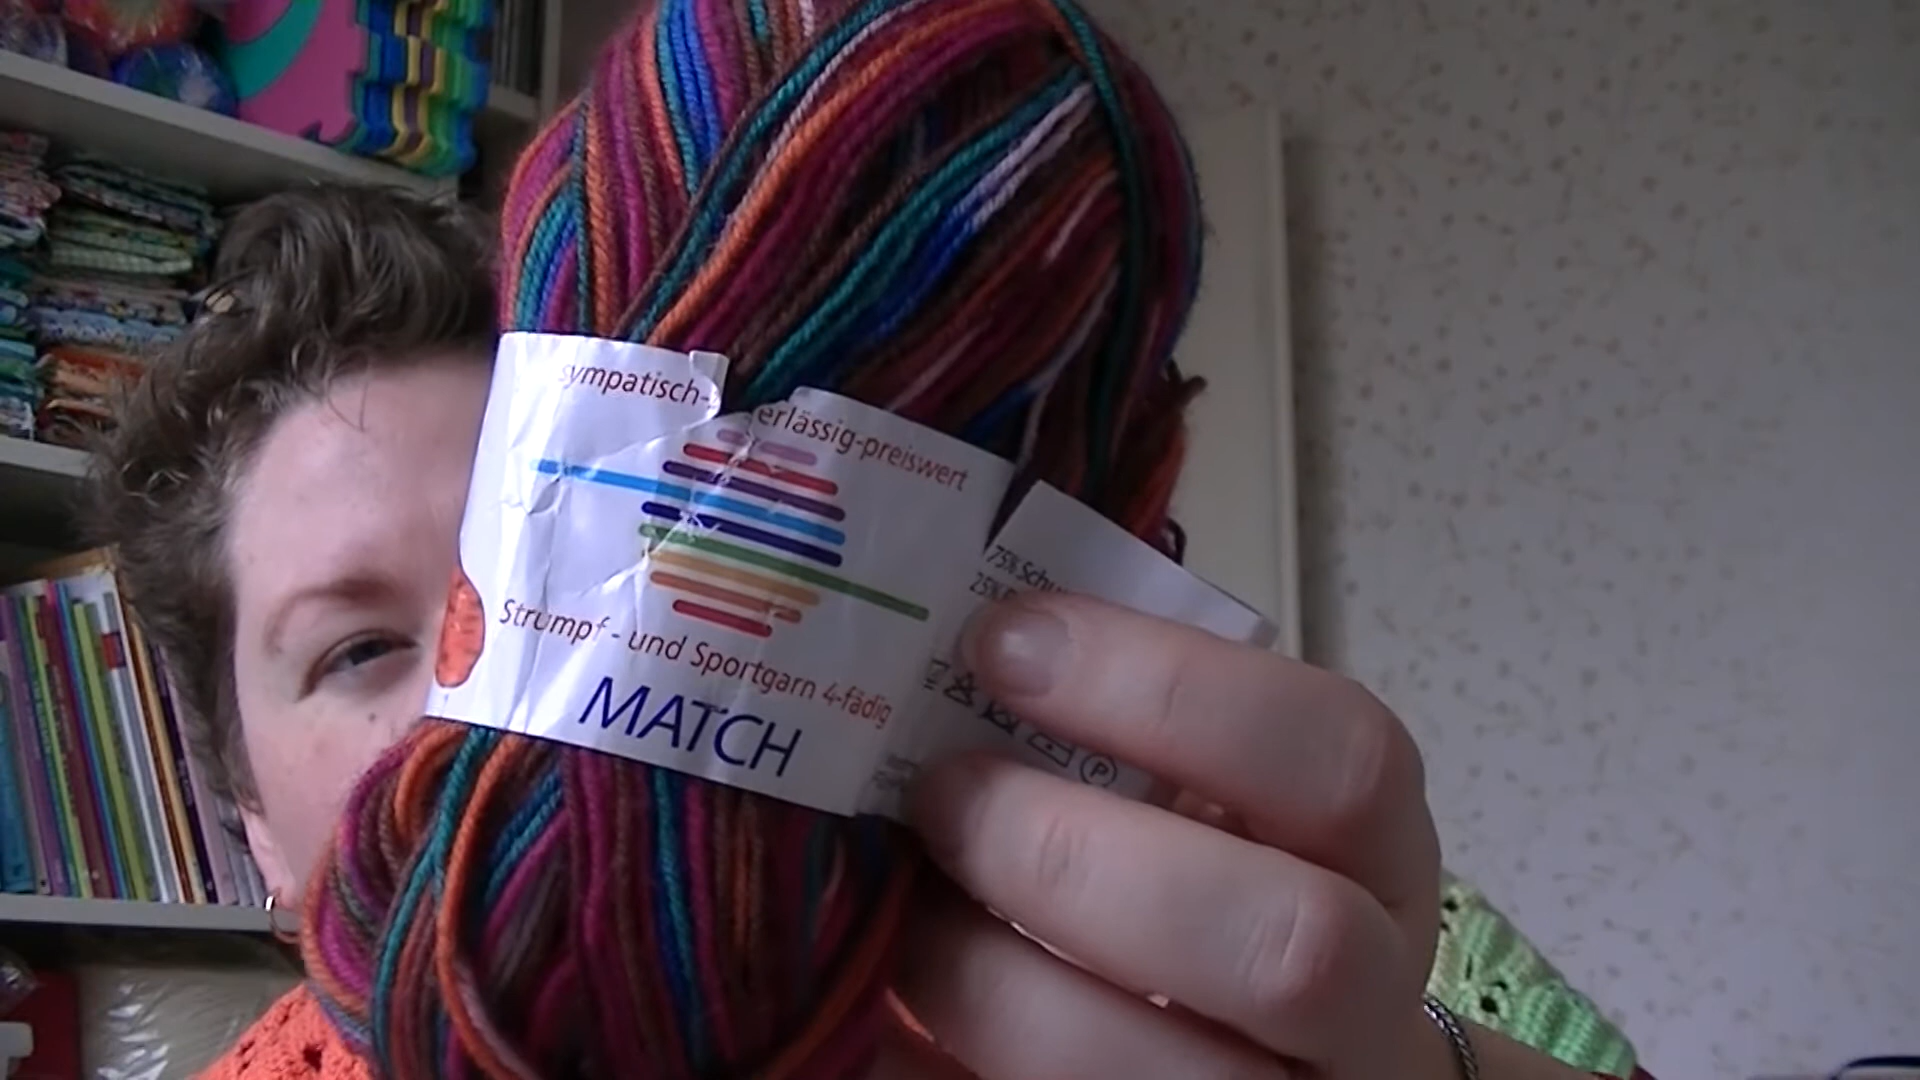 sympatisch-
erlässig-preiswert
Strumpf - und Sportgarn 4-fädig
MATCH
75% Schu
25%
P